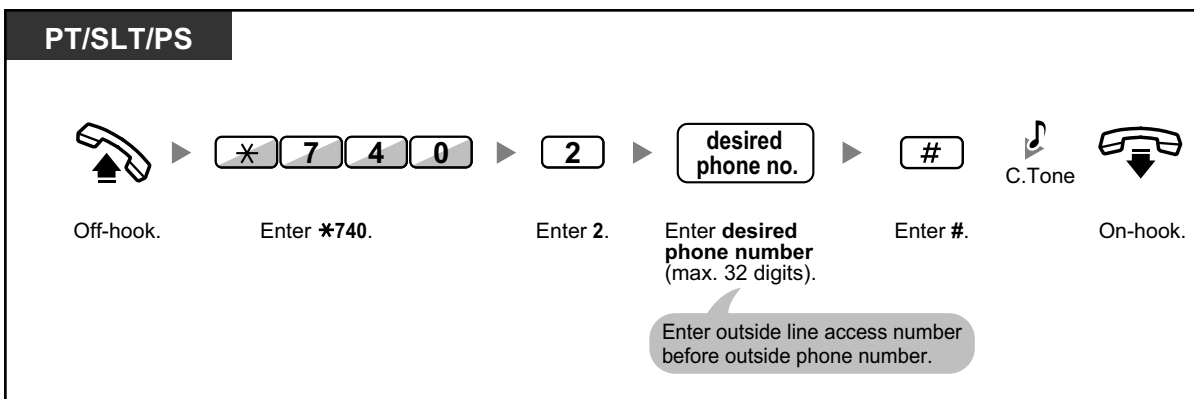 PT/SLT/PS
* 7 4 0 2 desired phone no. #
C.Tone
Off-hook. Enter *740. Enter 2. Enter desired phone number (max. 32 digits). Enter #. On-hook.
Enter outside line access number
before outside phone number.